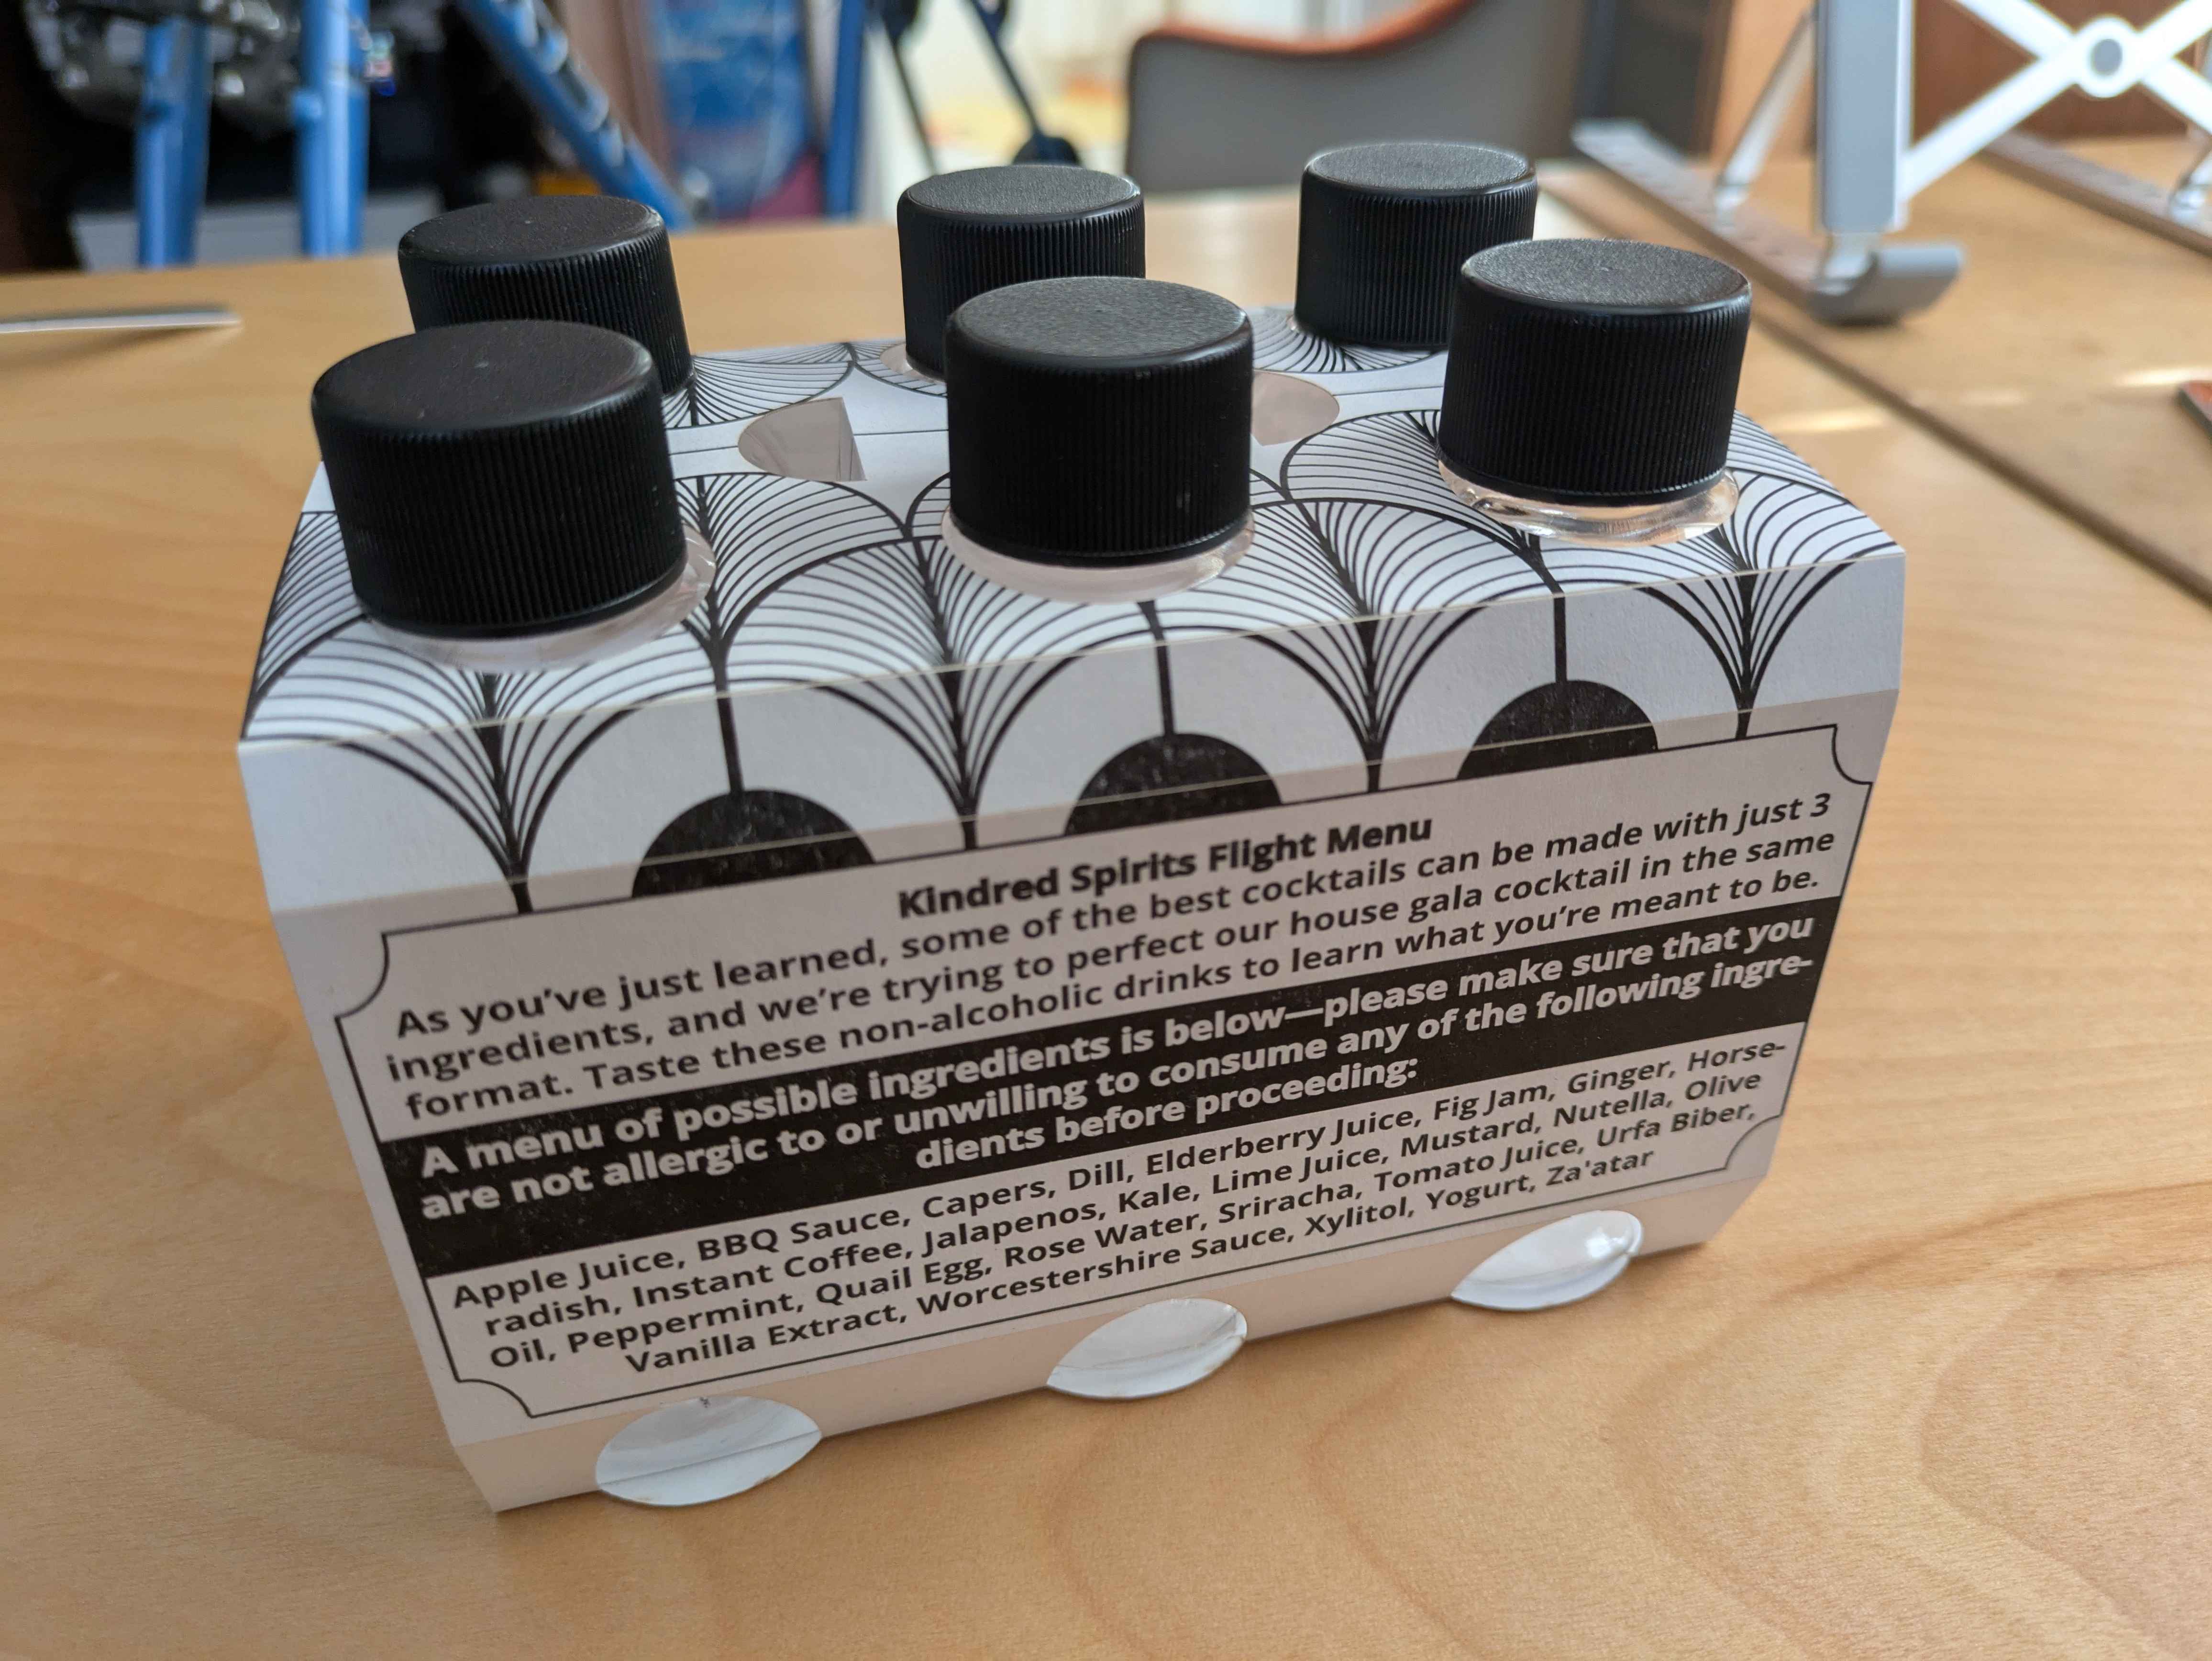 Kindred Spirits Flight Menu
As you've just learned, some of the best cocktails can be made with just 3
ingredients, and we're trying to perfect our house gala cocktail in the same
format. Taste these non-alcoholic drinks to learn what you're meant to be.
A menu of possible ingredients is below—please make sure that you
are not allergic to or unwilling to consume any of the following ingre-
dients before proceeding:
Apple Juice, BBQ Sauce, Capers, Dill, Elderberry Juice, Fig Jam, Ginger, Horse-
radish, Instant Coffee, Jalapenos, Kale, Lime Juice, Mustard, Nutella, Olive
Oil, Peppermint, Quail Egg, Rose Water, Sriracha, Tomato Juice, Urfa Biber,
Vanilla Extract, Worcestershire Sauce, Xylitol, Yogurt, Za'atar